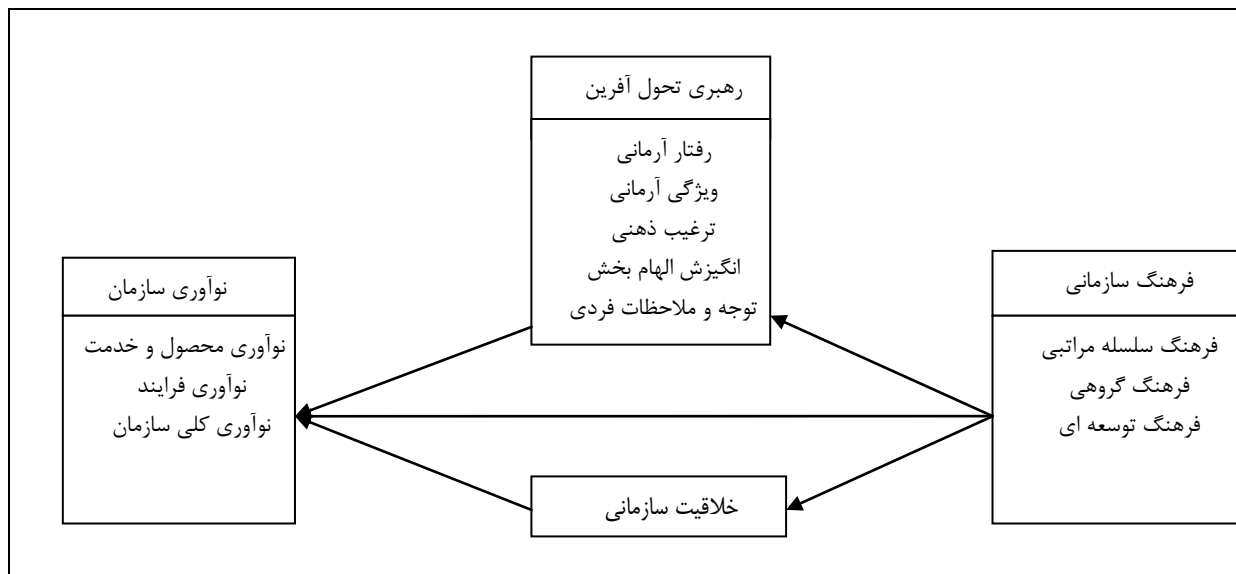 رهبری تحول آفرین
رفتار آرمانی
ویژگی آرمانی
ترغیب ذهنی
انگیزش الهام بخش
توجه و ملاحظات فردی
فرهنگ سازمانی
فرهنگ سلسله مراتبی
فرهنگ گروهی
فرهنگ توسعه ای
نوآوری سازمان
نوآوری محصول و خدمت
نوآوری فرایند
نوآوری کلی سازمان
خلاقیت سازمانی